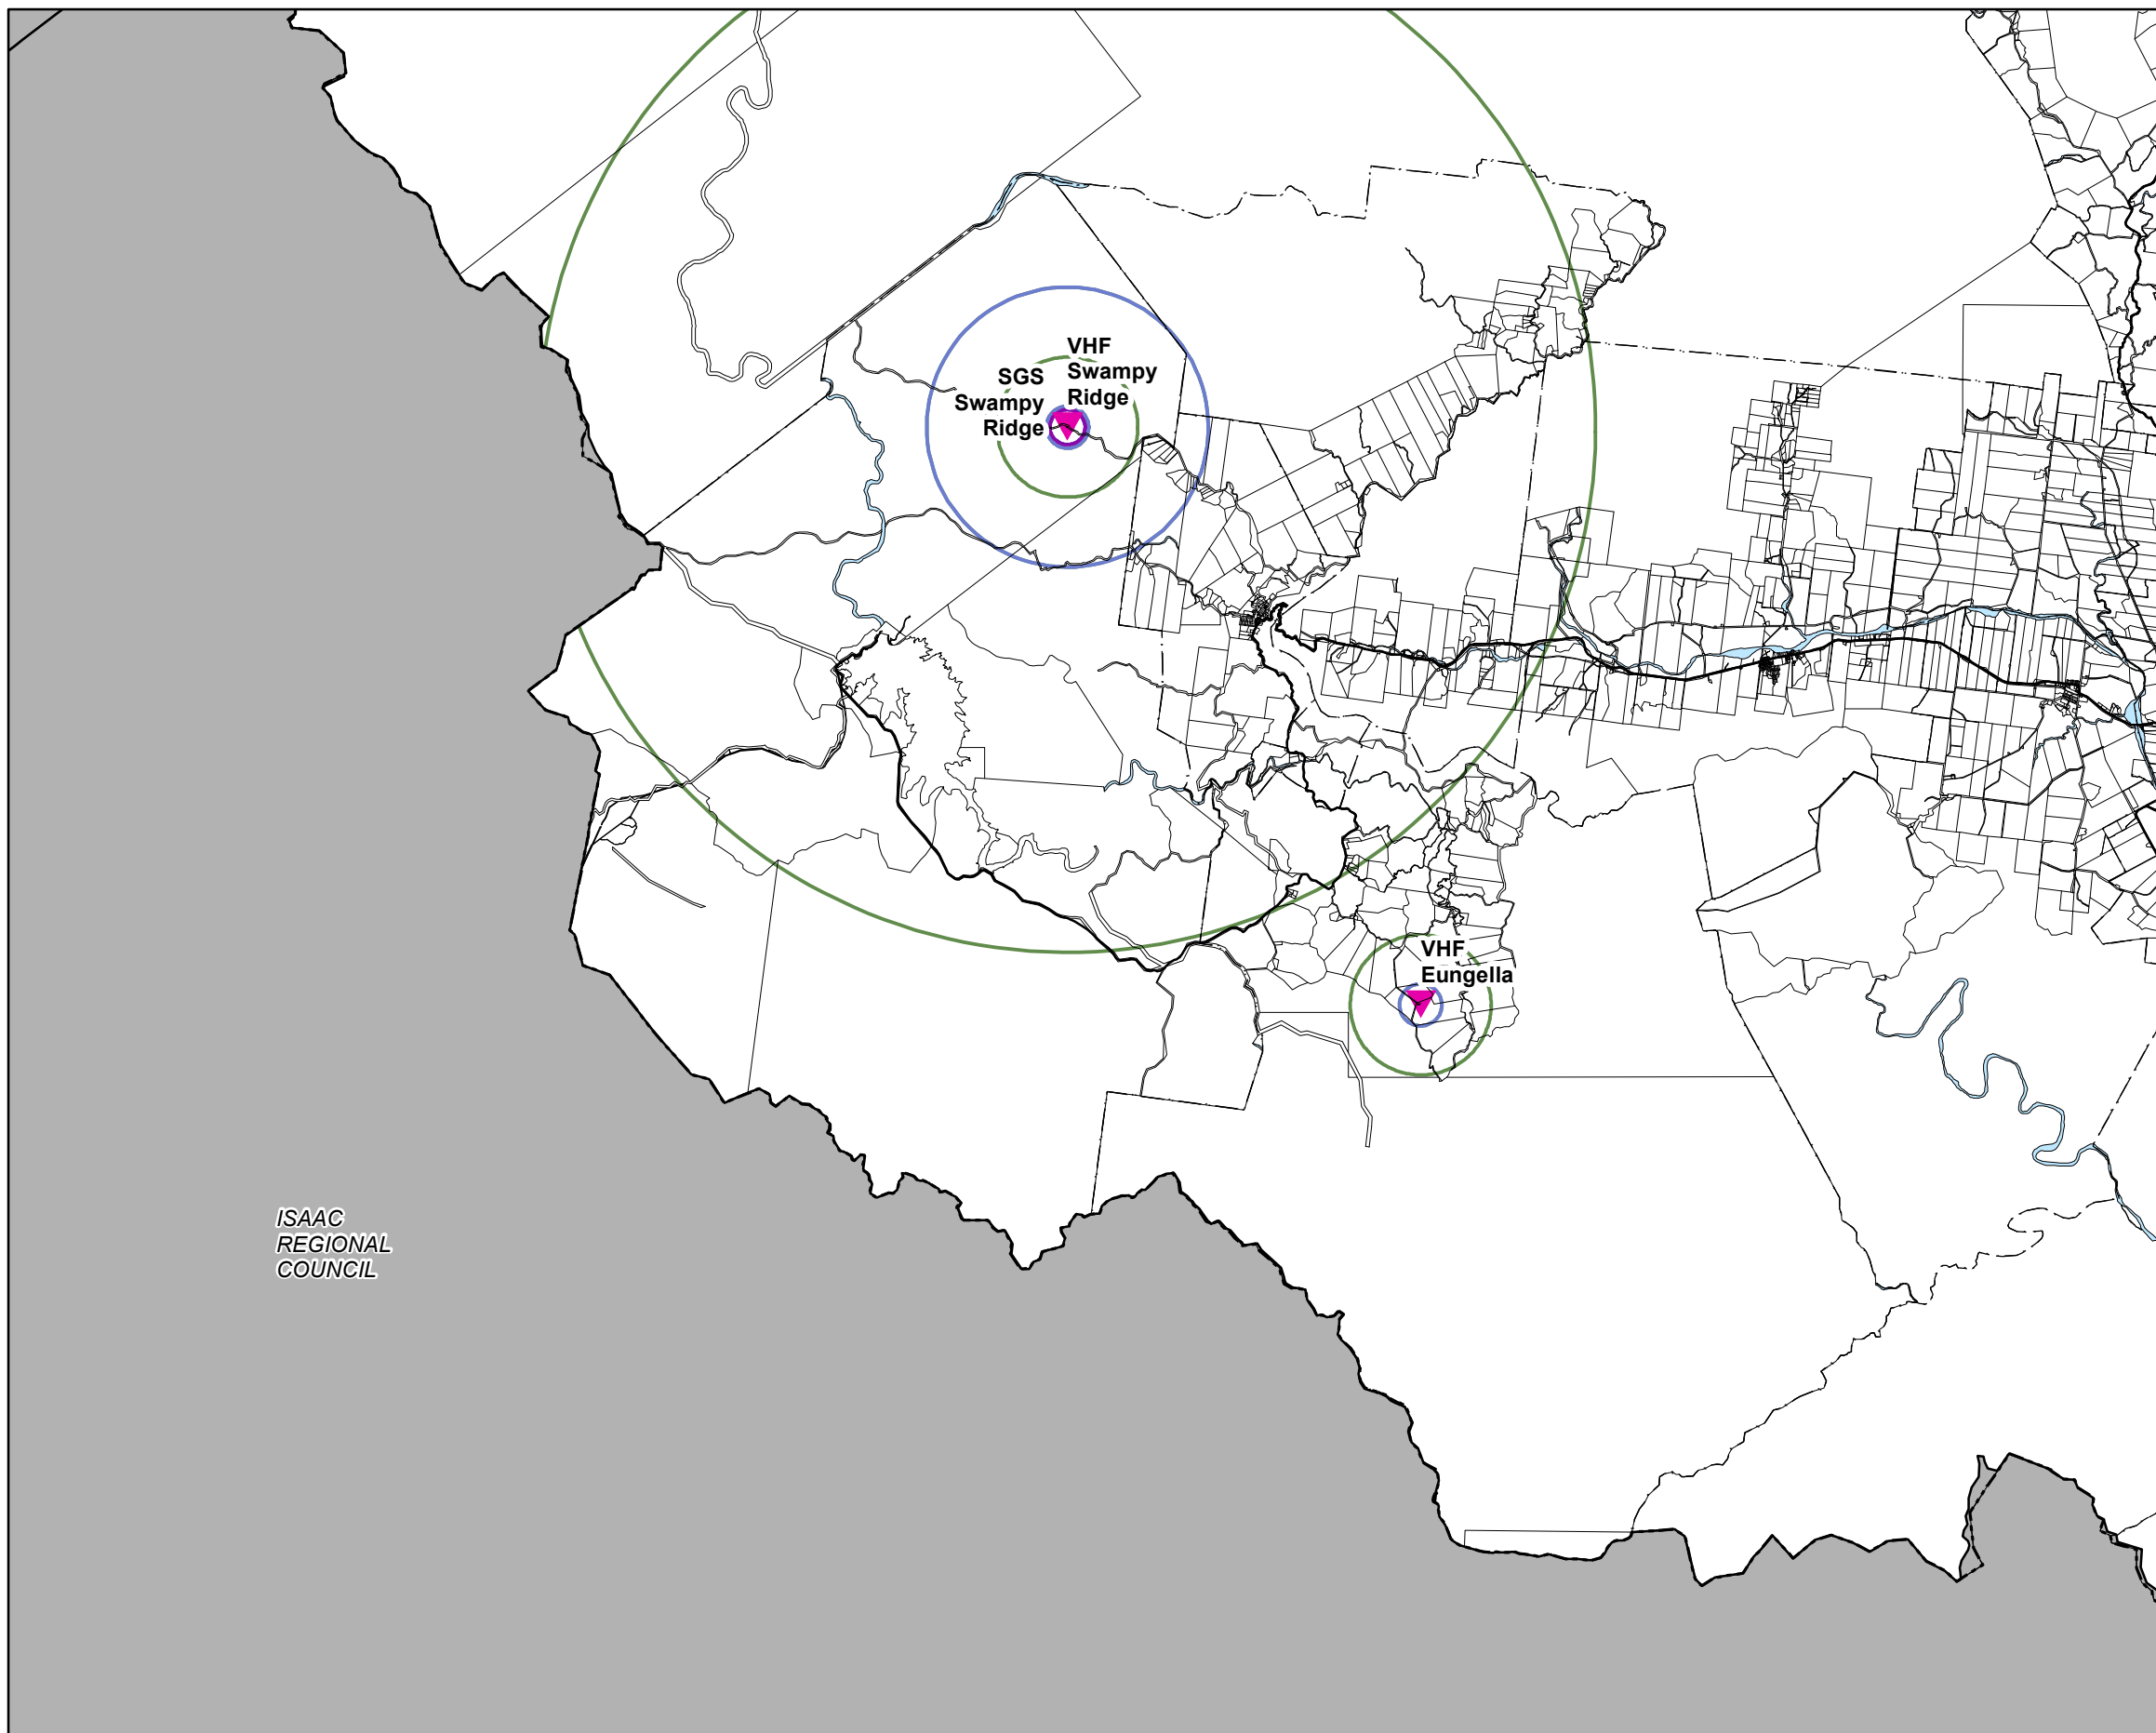 VHF
Swampy
Ridge
SGS
Swampy
Ridge
VHF
Eungella
ISAAC
REGIONAL
COUNCIL